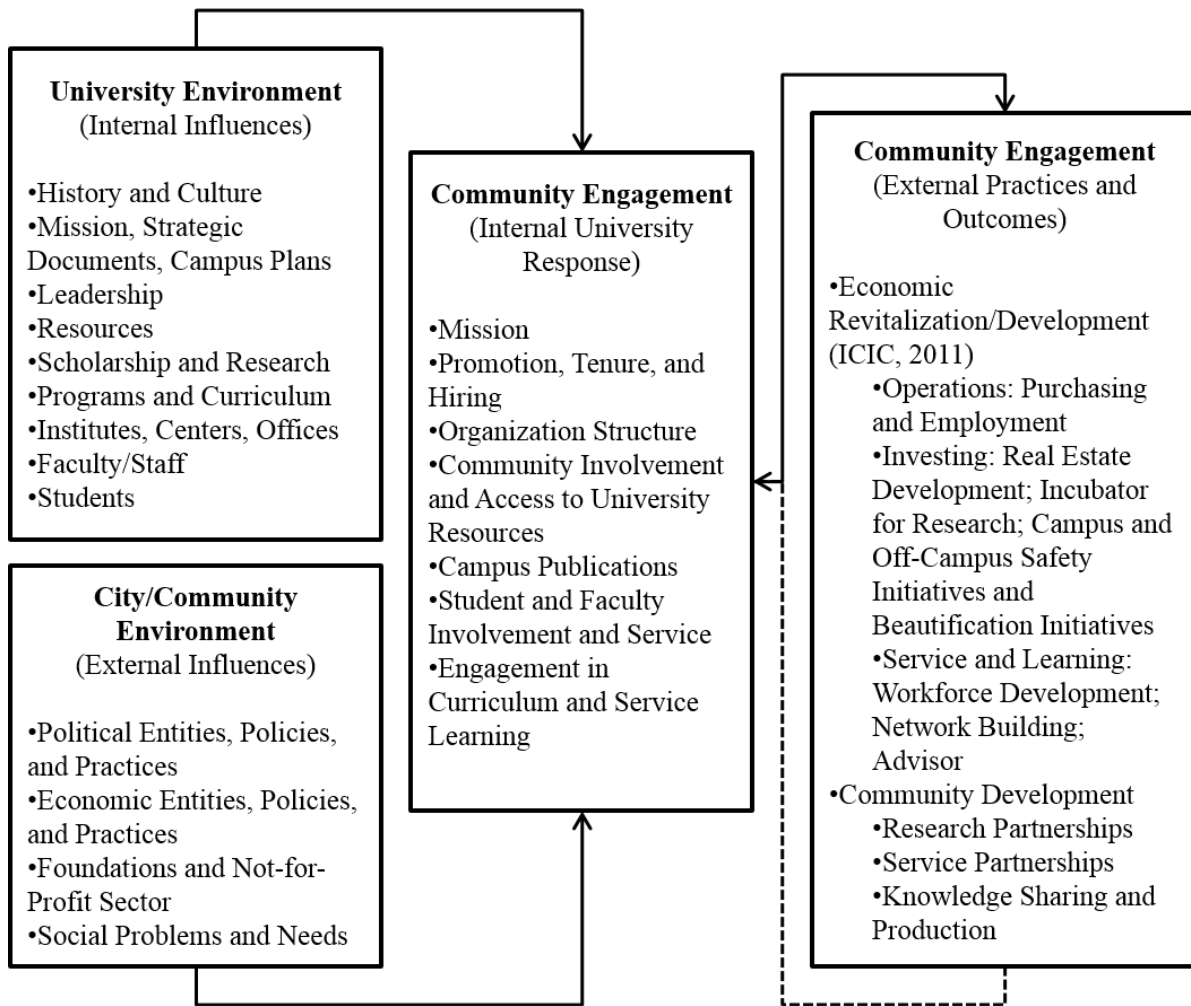 University Environment
(Internal Influences)
•History and Culture
•Mission, Strategic
Documents, Campus Plans
•Leadership
•Resources
•Scholarship and Research
•Programs and Curriculum
•Institutes, Centers, Offices
•Faculty/Staff
•Students
City/Community
Environment
(External Influences)
•Political Entities, Policies,
and Practices
•Economic Entities, Policies,
and Practices
•Foundations and Not-for-
Profit Sector
•Social Problems and Needs
Community Engagement
(Internal University
Response)
•Mission
•Promotion, Tenure, and
Hiring
•Organization Structure
•Community Involvement
and Access to University
Resources
•Campus Publications
•Student and Faculty
Involvement and Service
•Engagement in
Curriculum and Service
Learning
Community Engagement
(External Practices and
Outcomes)
•Economic
Revitalization/Development
(ICIC, 2011)
•Operations: Purchasing
and Employment
•Investing: Real Estate
Development; Incubator
for Research; Campus and
Off-Campus Safety
Initiatives and
Beautification Initiatives
•Service and Learning:
Workforce Development;
Network Building;
Advisor
•Community Development
•Research Partnerships
•Service Partnerships
•Knowledge Sharing and
Production